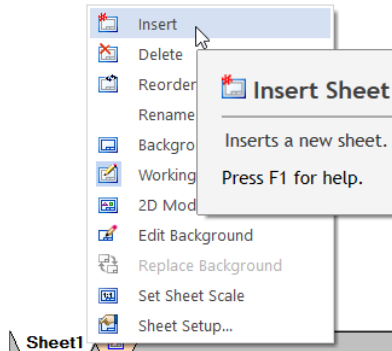 Insert
Delete
Reorder
Rename
Backgro
Working
2D Mod
Edit Background
Replace Background
Set Sheet Scale
Sheet Setup...
Insert Sheet
Inserts a new sheet.
Press F1 for help.
Sheet1